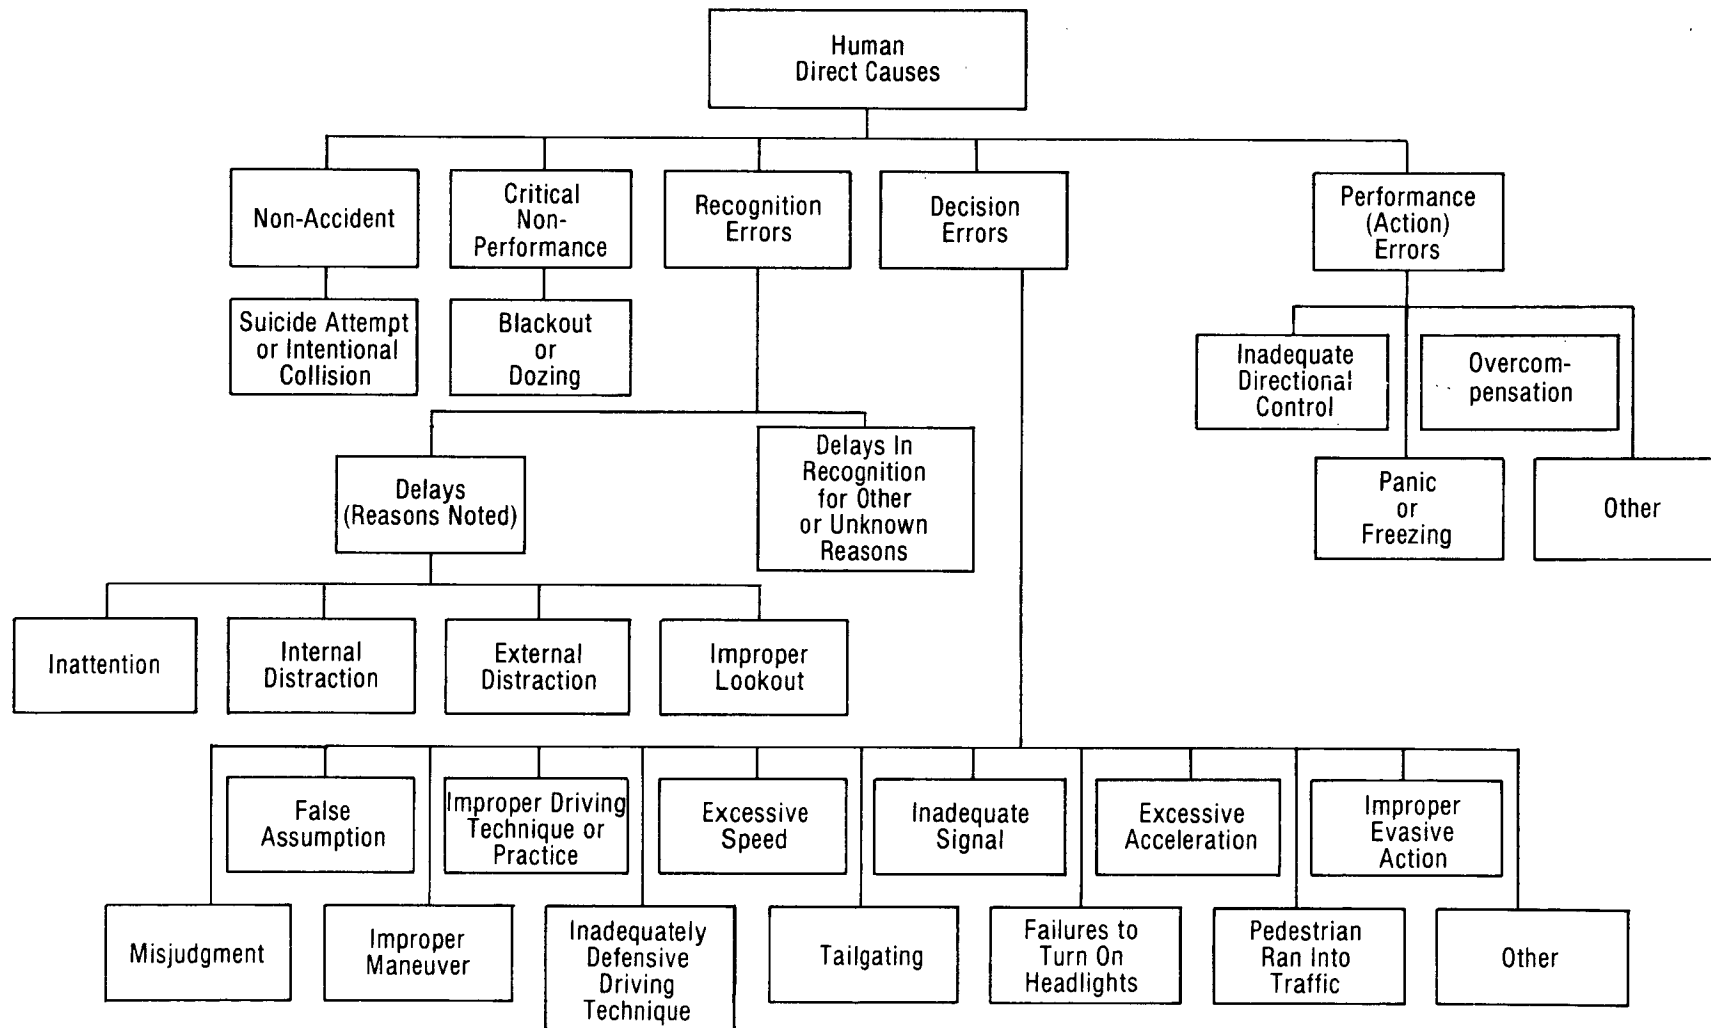 Human
Direct Causes
Non-Accident
Critical
Non-
Performance
Recognition
Errors
Decision
Errors
Performance
(Action)
Errors
Suicide Attempt
or Intentional
Collision
Blackout
or
Dozing
Inadequate
Directional
Control
Overcom-
pensation
Delays
(Reasons Noted)
Delays In
Recognition
for Other
or Unknown
Reasons
Panic
or
Freezing
Other
Inattention
Internal
Distraction
External
Distraction
Improper
Lookout
False
Assumption
Improper Driving
Technique or
Practice
Excessive
Speed
Inadequate
Signal
Excessive
Acceleration
Improper
Evasive
Action
Misjudgment
Improper
Maneuver
Inadequately
Defensive
Driving
Technique
Tailgating
Failures to
Turn On
Headlights
Pedestrian
Ran Into
Traffic
Other